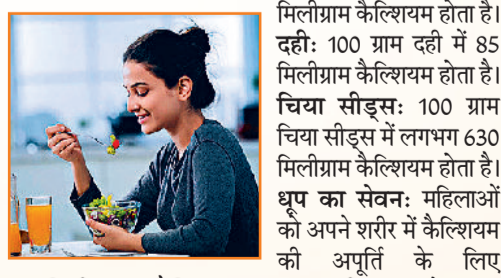 मिलीग्राम कैल्शियम होता है।
दही: 100 ग्राम दही में 85
मिलीग्राम कैल्शियम होता है।
चिया सीड्स: 100 ग्राम
चिया सीड्स में लगभग 630
मिलीग्राम कैल्शियम होता है।
धूप का सेवन: महिलाओं
को अपने शरीर में कैल्शियम
की अपूर्ति के लिए